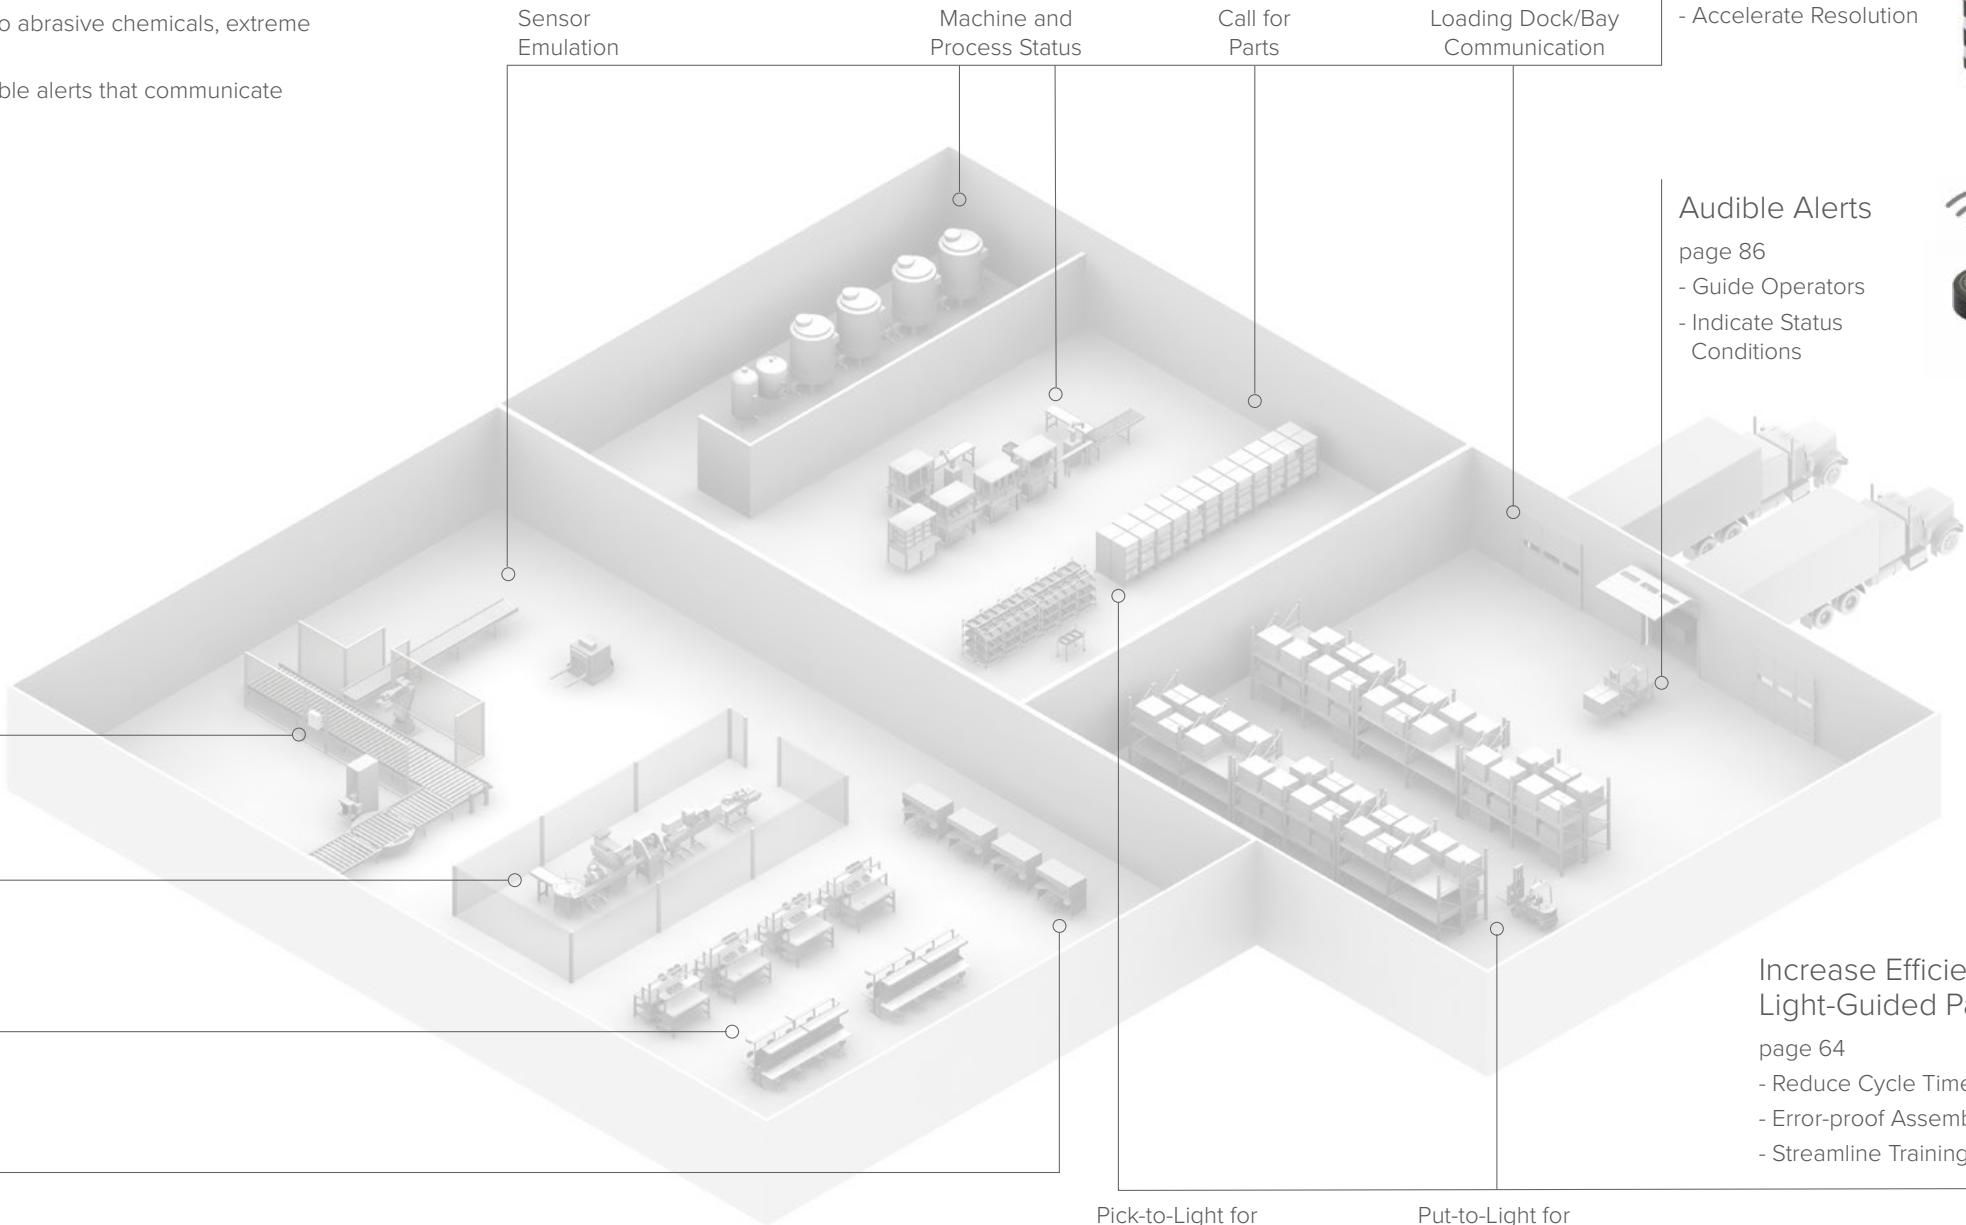 o abrasive chemicals, extreme
ble alerts that communicate
Sensor
Emulation
Machine and
Process Status
Call for
Parts
Loading Dock/Bay
Communication
- Accelerate Resolution
Audible Alerts
page 86
- Guide Operators
- Indicate Status
Conditions
Increase Efficie
Light-Guided Pa
page 64
- Reduce Cycle Time
- Error-proof Assemb
- Streamline Training
Pick-to-Light for
Put-to-Light for